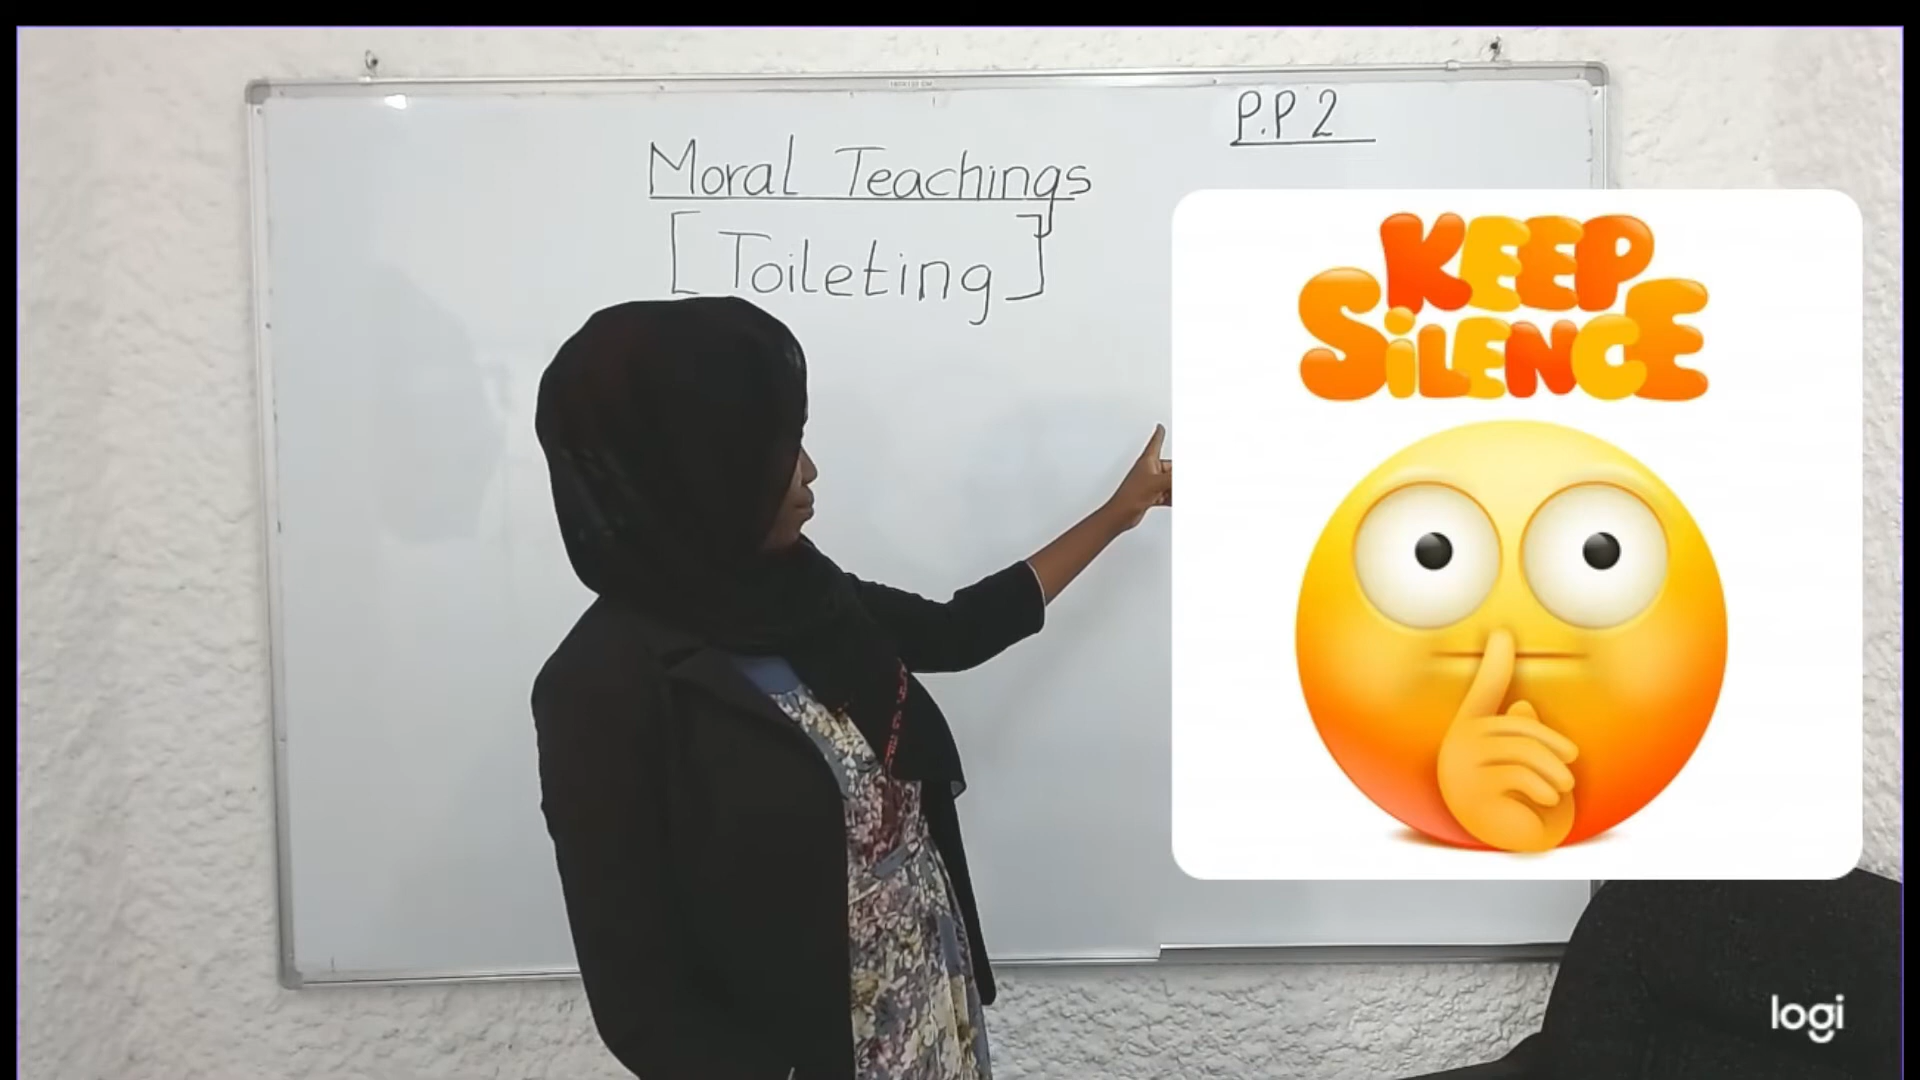 P.P 2
Moral Teachings
[Toileting]
KEEP
SiLENCE
logi